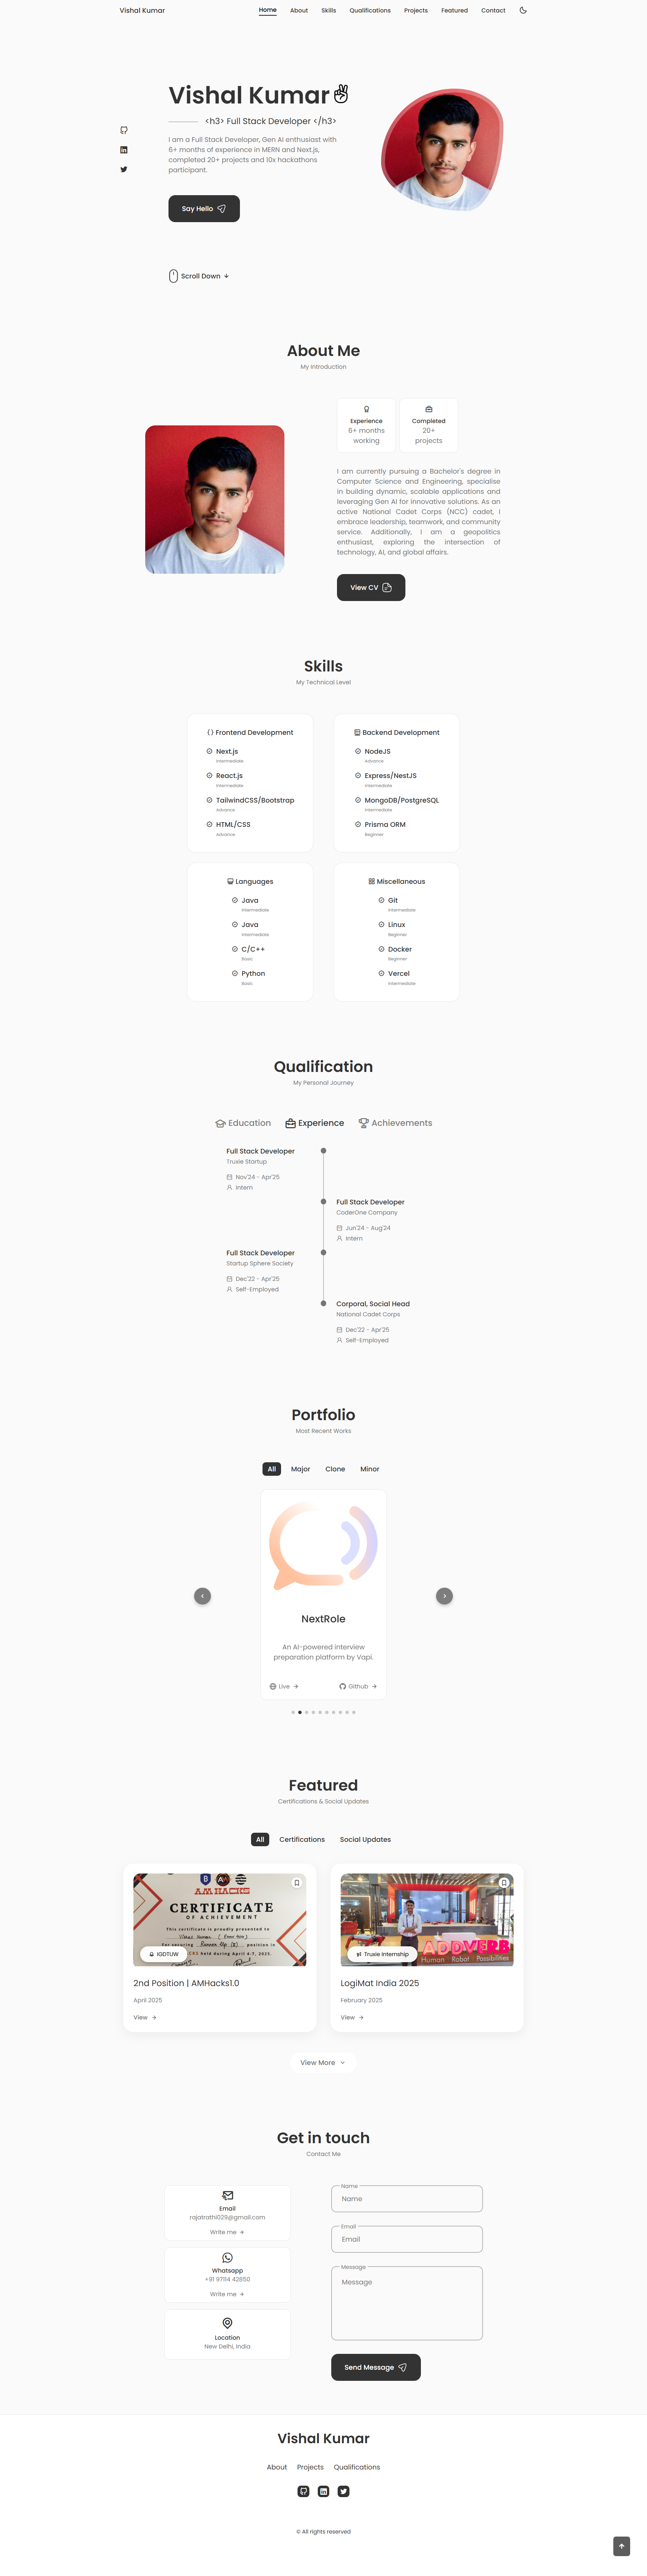 Vishal Kumar
Home About Skills Qualifications Projects Featured Contact
Vishal Kumar
<h3> Full Stack Developer </h3>
I am a Full Stack Developer, Gen AI enthusiast with
6+ months of experience in MERN and Next.js,
completed 20+ projects and 10x hackathons
participant.
Say Hello
Scroll Down
About Me
My Introduction
Experience
6+ months
working
Completed
20+
projects
I am currently pursuing a Bachelor's degree in
Computer Science and Engineering, specialise
in building dynamic, scalable applications and
leveraging Gen AI for innovative solutions. As an
active National Cadet Corps (NCC) cadet, I
embrace leadership, teamwork, and community
service. Additionally, I am a geopolitics
enthusiast, exploring the intersection of
technology, AI, and global affairs.
View CV
Skills
My Technical Level
Frontend Development
Next.js
Intermediate
React.js
Intermediate
TailwindCSS/Bootstrap
Advance
HTML/CSS
Advance
Backend Development
NodeJS
Advance
Express/NestJS
Intermediate
MongoDB/PostgreSQL
Intermediate
Prisma ORM
Beginner
Languages
Java
Intermediate
Java
Intermediate
C/C++
Basic
Python
Basic
Miscellaneous
Git
Intermediate
Linux
Beginner
Docker
Beginner
Vercel
Intermediate
Qualification
My Personal Journey
Education Experience Achievements
Full Stack Developer
Truxie Startup
Nov'24 - Apr'25
Intern
Full Stack Developer
CoderOne Company
Jun'24 - Aug'24
Intern
Full Stack Developer
Startup Sphere Society
Dec'22 - Apr'25
Self-Employed
Corporal, Social Head
National Cadet Corps
Dec'22 - Apr'25
Self-Employed
Portfolio
Most Recent Works
All Major Clone Minor
NextRole
An AI-powered interview
preparation platform by Vapi.
Live Github
Featured
Certifications & Social Updates
All Certifications Social Updates
AMHACKS
CERTIFICATE
OF ACHIEVEMENT
This certificate is proudly presented to
held during April 4-7, 2025.
IGDTUW
2nd Position | AMHacks1.0
April 2025
View
ADDVERB
Human Robot Possibilities
Truxie Internship
LogiMat India 2025
February 2025
View
View More
Get in touch
Contact Me
Email
rajatrathi029@gmail.com
Write me
Whatsapp
+91 97114 42850
Write me
Location
New Delhi, India
Name
Name
Email
Email
Message
Message
Send Message
Vishal Kumar
About Projects Qualifications
© All rights reserved